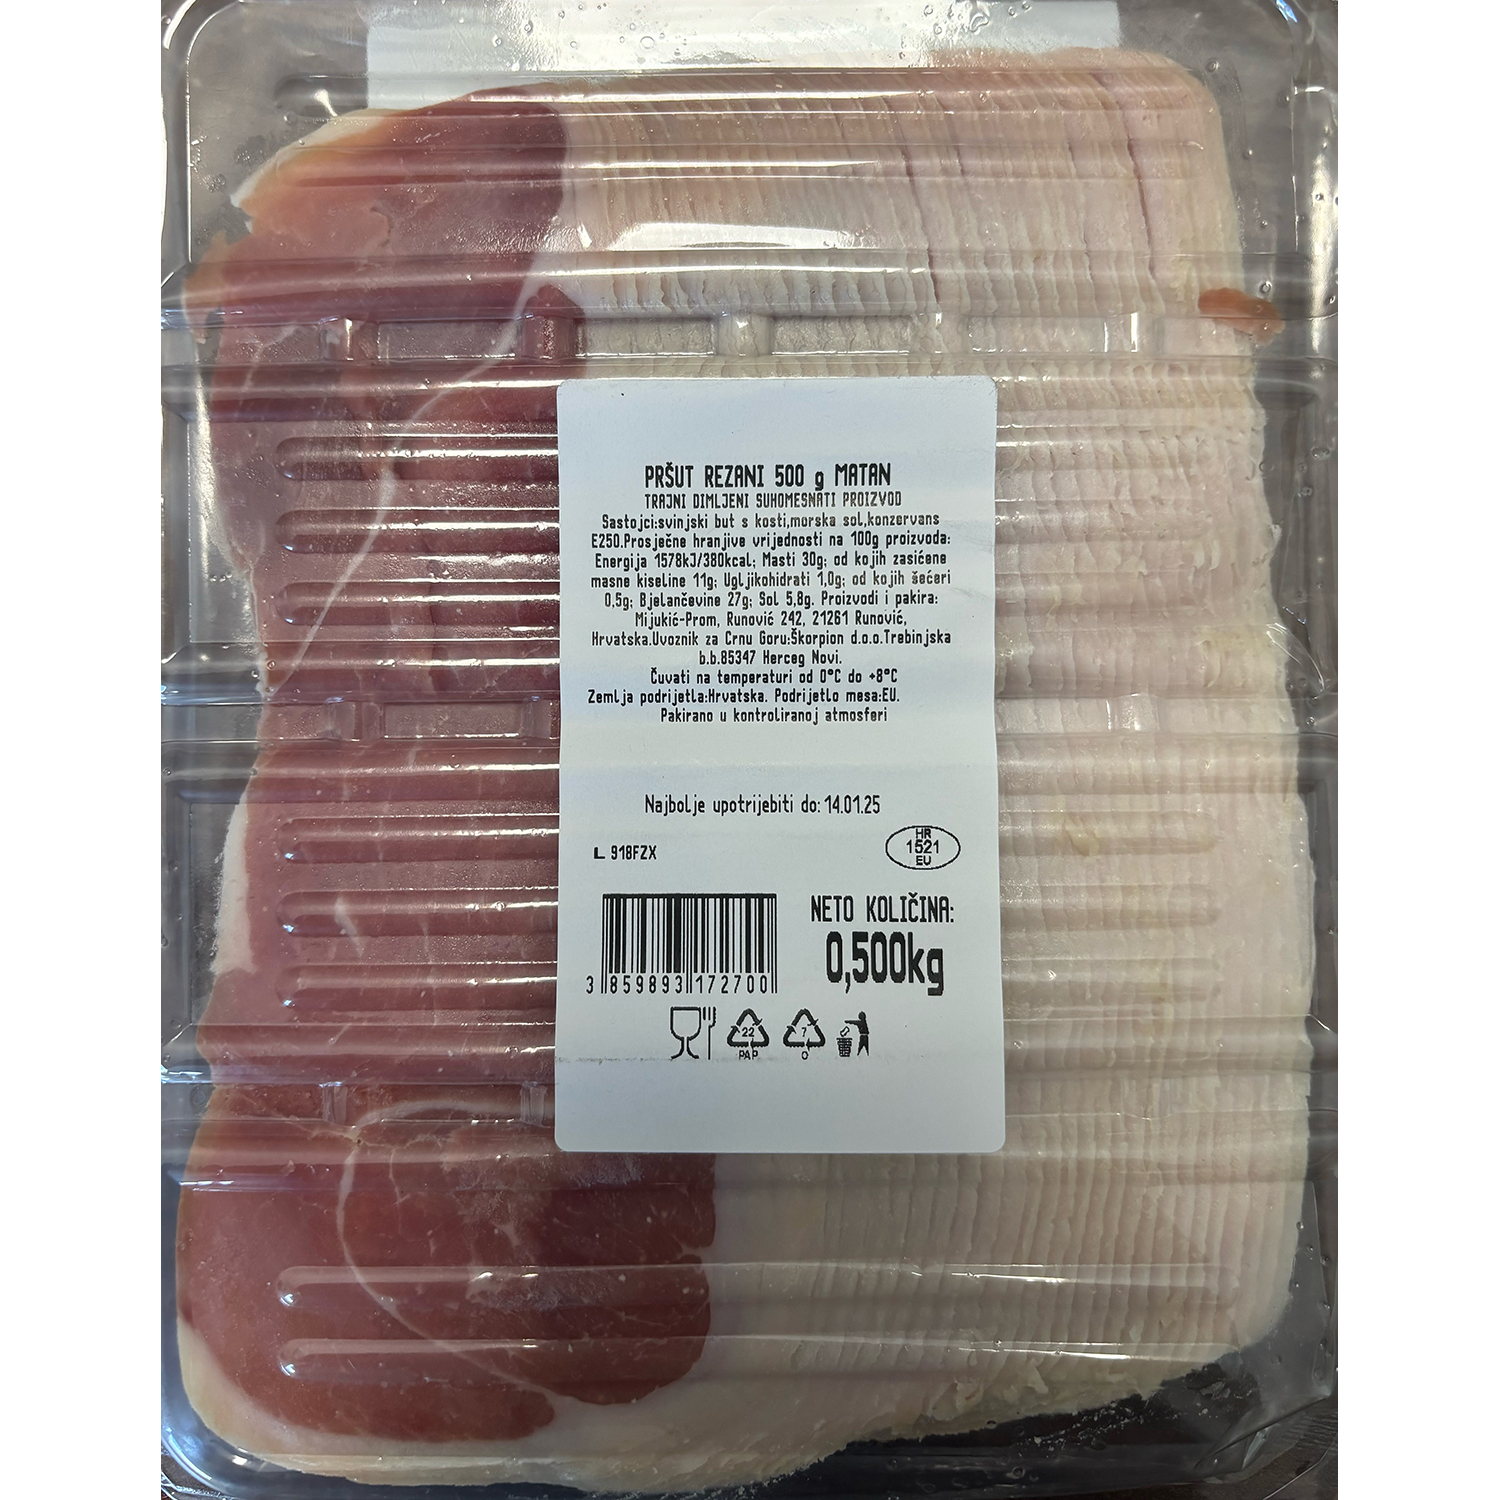 PRŠUT REZANI 500 g MATAN
TRAJNI DIMLJENI SUHOMESNATI PROIZVOD
Sastojci:svinjski but s kosti,morska sol,konzervans
E250.Prosječne hranjive vrijednosti na 100g proizvoda:
Energija 1578kJ/380kcal; Masti 30g; od kojih zasićene
masne kiseline 11g; Ugljikohidrati 1,0g; od kojih šećeri
0,5g; Bjelančevine 27g; Sol 5,8g. Proizvodi i pakira:
Mijukić-Prom, Runović 242, 21261 Runović,
Hrvatska.Uvoznik za Crnu Goru:Škorpion d.o.o.Trebinjska
b.b.85347 Herceg Novi.
Čuvati na temperaturi od 0°C do +8°C
Zemlja podrijetla:Hrvatska. Podrijetlo mesa:EU.
Pakirano u kontroliranoj atmosferi
Najbolje upotrijebiti do: 14.01.25
HR
1521
EU
L 918FZX
NETO KOLIČINA:
0,500kg
3 859893 172700
22
PAP
7
O